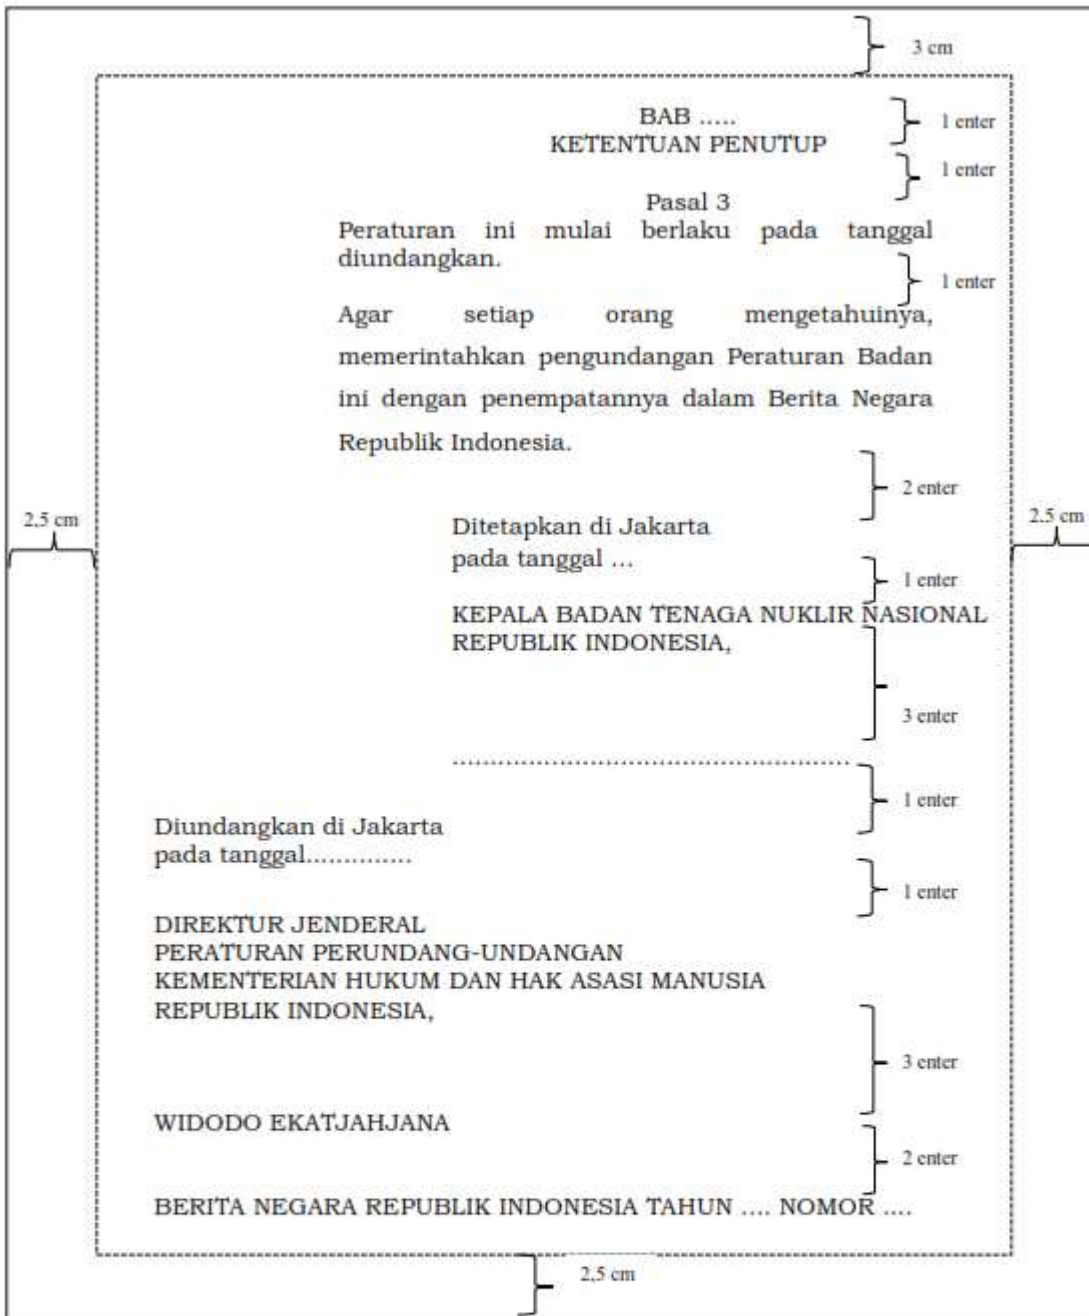 3 cm
BAB .....
1 enter
KETENTUAN PENUTUP
1 enter
Pasal 3
Peraturan ini mulai berlaku pada tanggal
diundangkan.
1 enter
Agar setiap orang mengetahuinya,
memerintahkan pengundangan Peraturan Badan
ini dengan penempatannya dalam Berita Negara
Republik Indonesia.
2 enter
2,5 cm
2,5 cm
Ditetapkan di Jakarta
pada tanggal ...
1 enter
KEPALA BADAN TENAGA NUKLIR NASIONAL
REPUBLIK INDONESIA,
3 enter
....................................................
1 enter
Diundangkan di Jakarta
pada tanggal..............
1 enter
DIREKTUR JENDERAL
PERATURAN PERUNDANG-UNDANGAN
KEMENTERIAN HUKUM DAN HAK ASASI MANUSIA
REPUBLIK INDONESIA,
3 enter
WIDODO EKATJAHJANA
2 enter
BERITA NEGARA REPUBLIK INDONESIA TAHUN .... NOMOR ....
2,5 cm